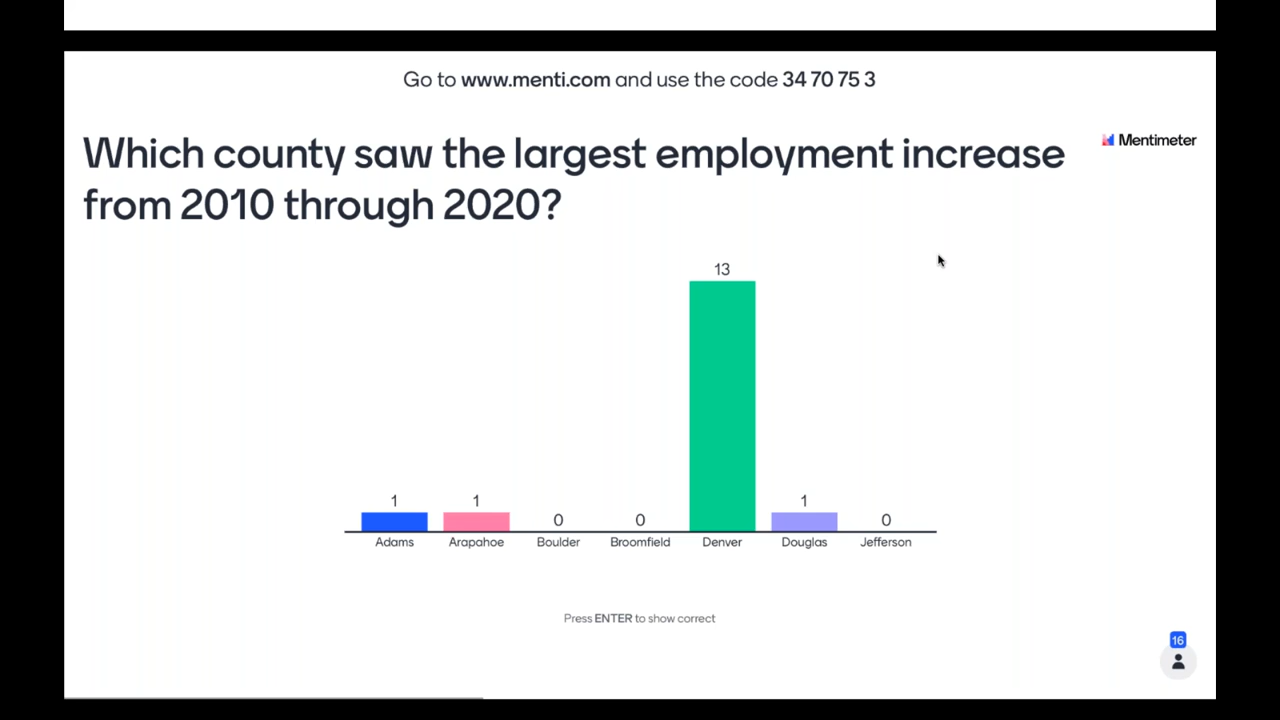 Go to www.menti.com and use the code 34 70 75 3
Which county saw the largest employment increase
from 2010 through 2020?
Mentimeter
13
1
1
0
0
1
0
Adams
Arapahoe
Boulder
Broomfield
Denver
Douglas
Jefferson
Press ENTER to show correct
16